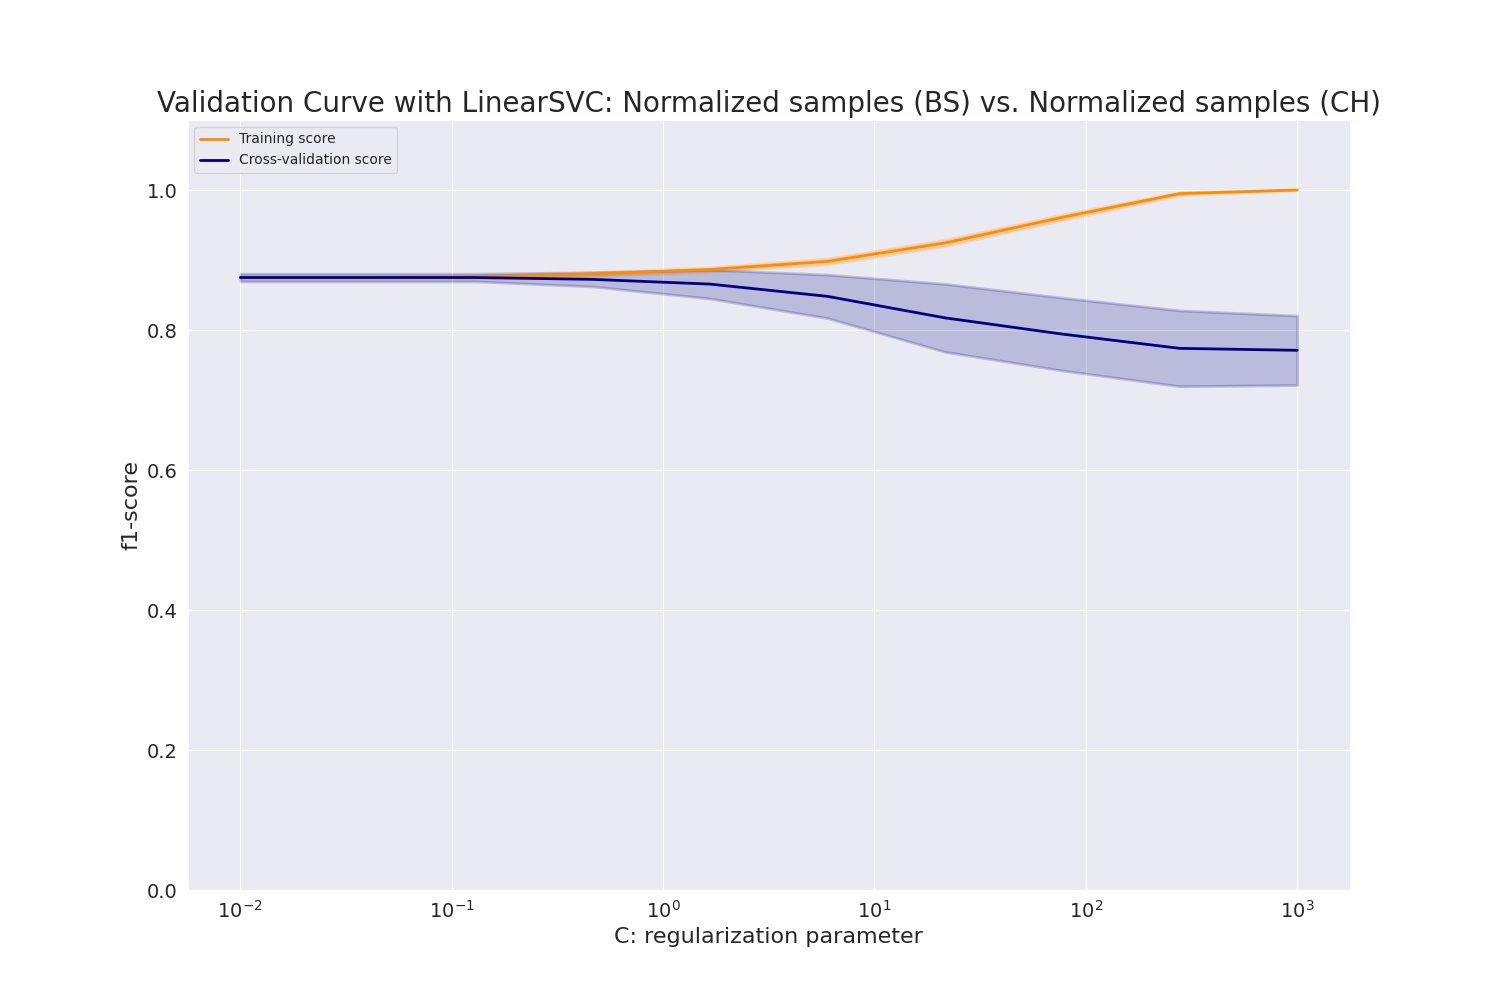 Validation Curve with LinearSVC: Normalized samples (BS) vs. Normalized samples (CH)
Training score
Cross-validation score
1.0
0.8
0.6
0.4
0.2
0.0
f1-score
10⁻² 10⁻¹ 10⁰ 10¹ 10² 10³
C: regularization parameter